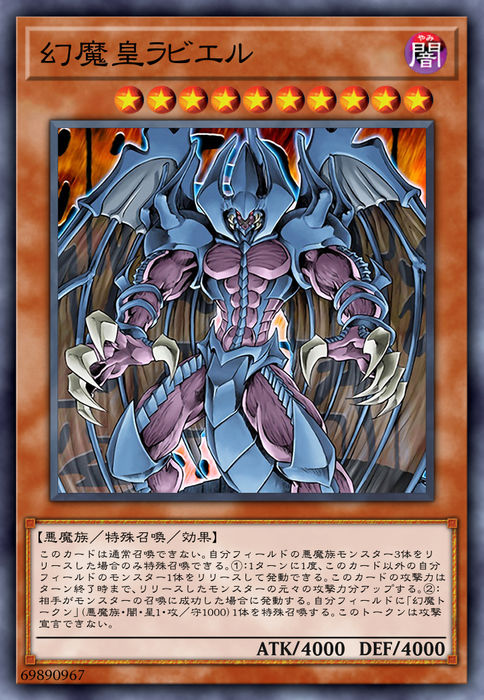 幻魔皇ラビエル
やみ
闇
【悪魔族／特殊召喚／効果】
このカードは通常召喚できない。自分フィールドの悪魔族モンスター3体をリ
リースした場合のみ特殊召喚できる。①：1ターンに1度、このカード以外の自分
フィールドのモンスター1体をリリースして発動できる。このカードの攻撃力は
ターン終了時まで、リリースしたモンスターの元々の攻撃力分アップする。②：
相手がモンスターの召喚に成功した場合に発動する。自分フィールドに「幻魔ト
ークン」(悪魔族・闇・星1・攻／守1000)1体を特殊召喚する。このトークンは攻撃
宣言できない。
ATK/4000 DEF/4000
69890967